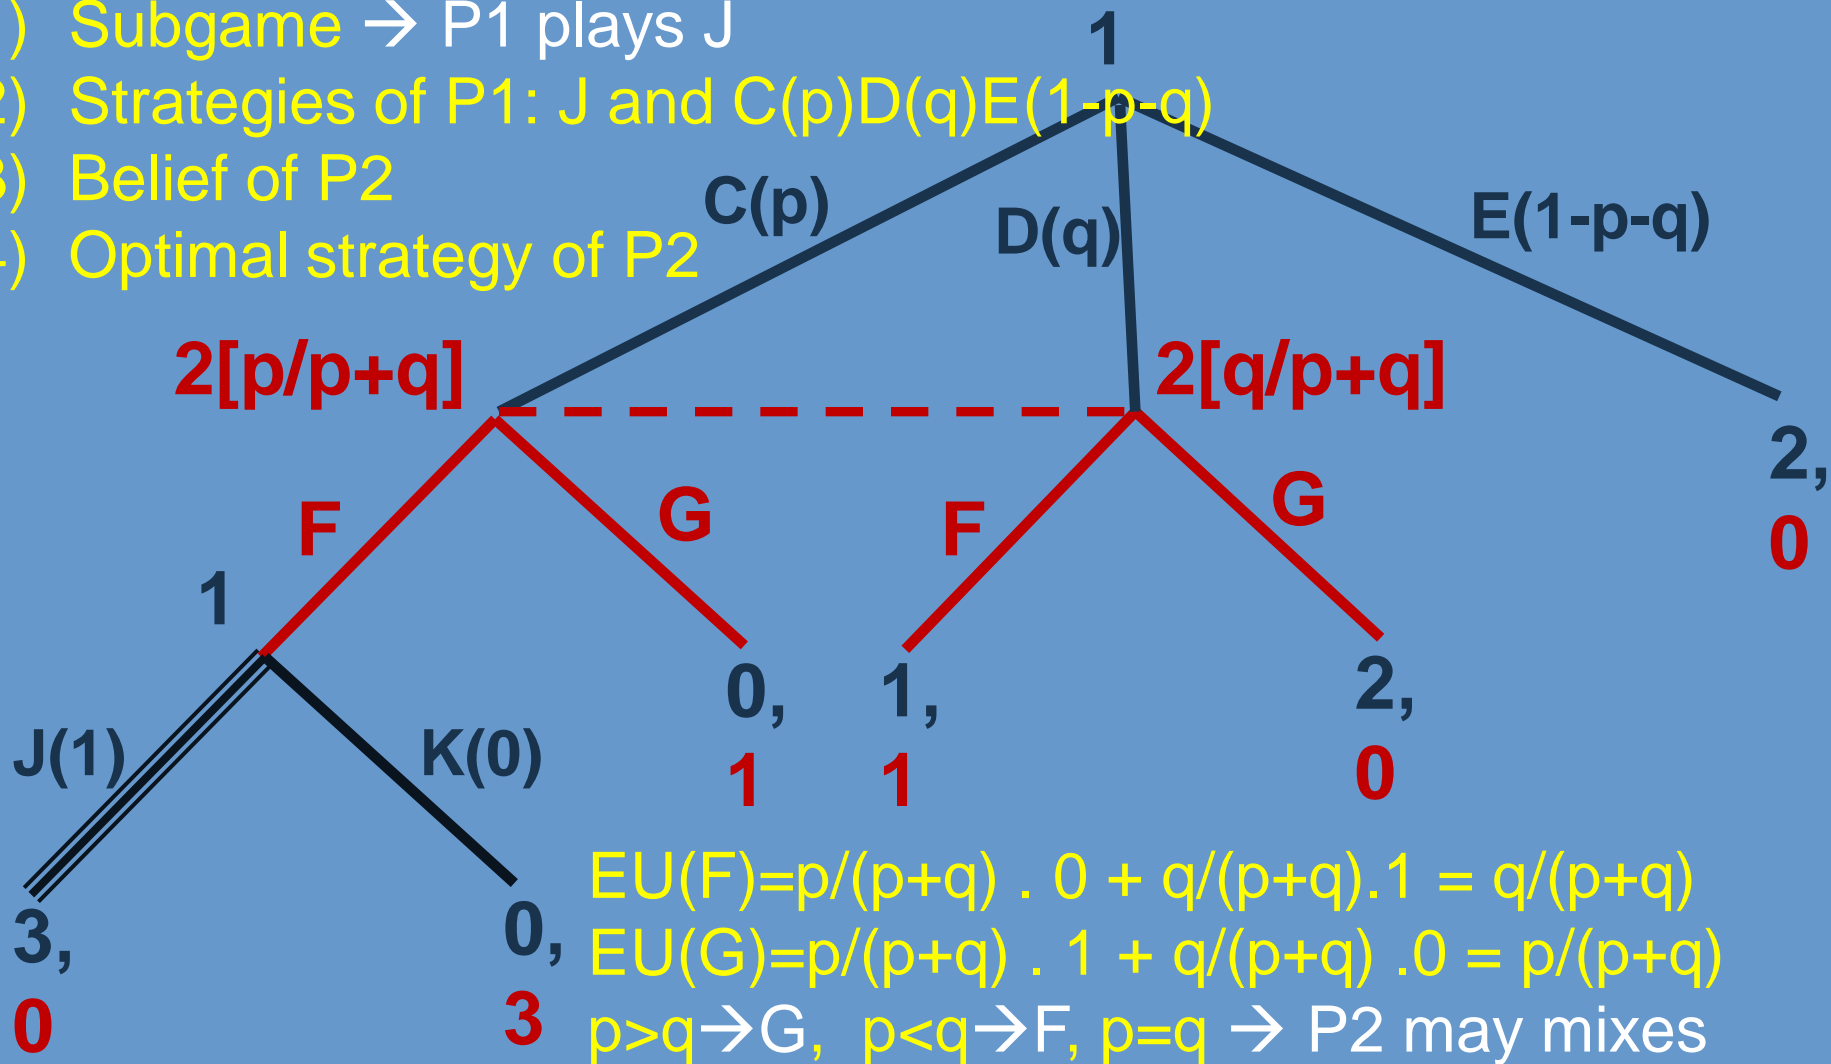 ) Subgame → P1 plays J
2) Strategies of P1: J and C(p)D(q)E(1-p-q)
3) Belief of P2
) Optimal strategy of P2
1
C(p)
D(q)
E(1-p-q)
2[p/p+q]
2[q/p+q]
2,
0
F
G
F
G
1
0,
1
1,
1
2,
0
J(1)
K(0)
3,
0
0,
3
EU(F)=p/(p+q) . 0 + q/(p+q).1 = q/(p+q)
EU(G)=p/(p+q) . 1 + q/(p+q) .0 = p/(p+q)
p>q→G, p<q→F, p=q → P2 may mixes